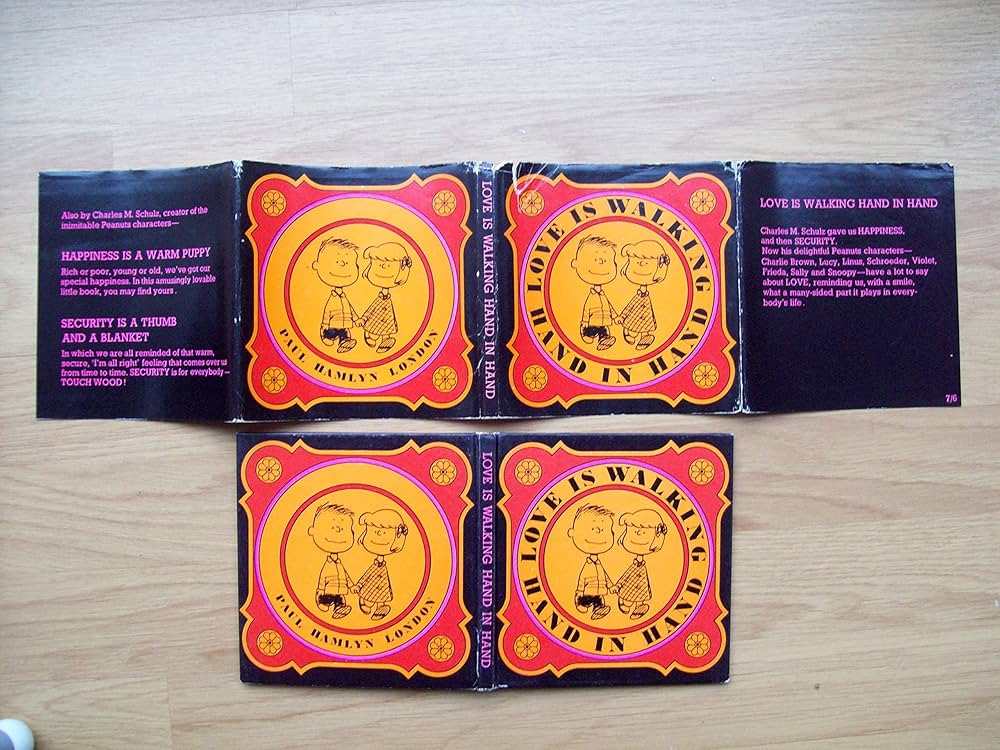 Also by Charles M. Schulz, creator of the
inimitable Peanuts characters—
HAPPINESS IS A WARM PUPPY
Rich or poor, young or old, we've got our
special happiness. In this amusingly lovable
little book, you may find yours.
SECURITY IS A THUMB
AND A BLANKET
In which we are all reminded of that warm,
secure, 'I'm all right' feeling that comes over us
from time to time. SECURITY is for everybody—
TOUCH WOOD!
PAUL HAMLYN LONDON
LOVE IS WALKING HAND IN HAND
LOVE IS WALKING
HAND IN HAND
LOVE IS WALKING HAND IN HAND
Charles M. Schulz gave us HAPPINESS,
and then SECURITY.
Now his delightful Peanuts characters—
Charlie Brown, Lucy, Linus, Schroeder, Violet,
Frieda, Sally and Snoopy—have a lot to say
about LOVE, reminding us, with a smile,
what a many-sided part it plays in every-
body's life.
7/6
PAUL HAMLYN LONDON
LOVE IS WALKING HAND IN HAND
LOVE IS WALKING
HAND IN HAND